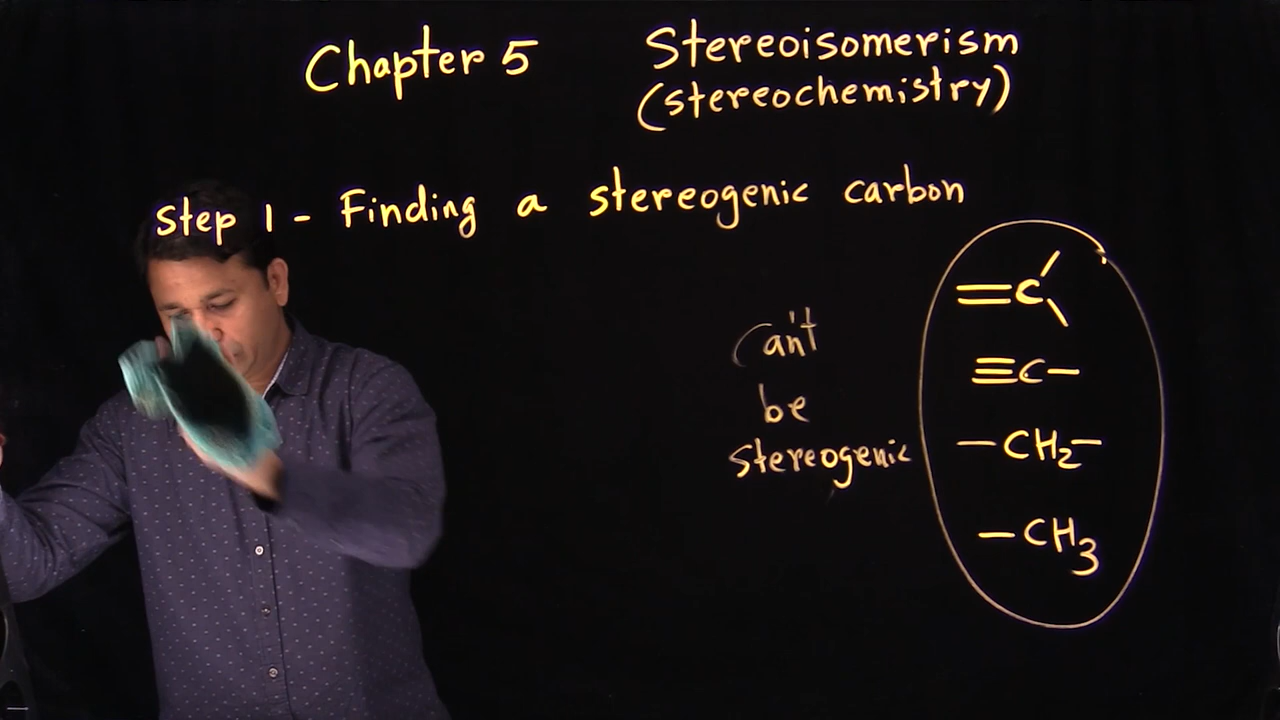 Chapter 5
Stereoisomerism
(stereochemistry)
Step 1 - Finding a stereogenic carbon
Can't
be
stereogenic
=C
≡C-
-CH₂-
-CH₃